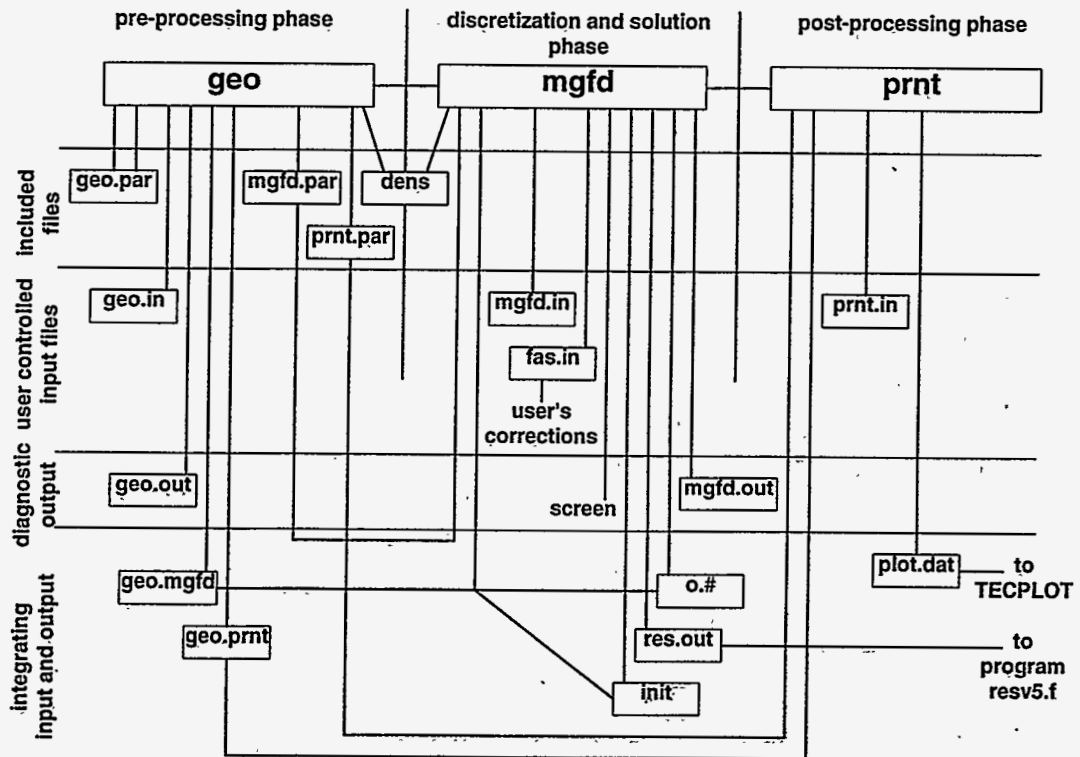 pre-processing phase
discretization and solution
phase
post-processing phase
geo
mgfd
prnt
included
files
geo.par
mgfd.par
dens
prnt.par
user controlled
input files
geo.in
mgfd.in
prnt.in
fas.in
user's
corrections
diagnostic
output
geo.out
screen
mgfd.out
integrating
input and output
geo.mgfd
o.#
plot.dat
to
TECPLOT
geo.prnt
res.out
to
program
resv5.f
init